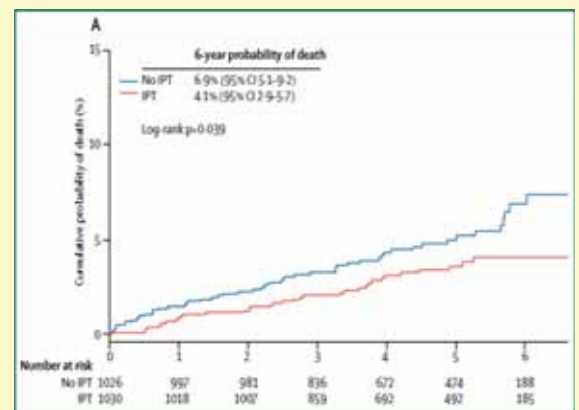 A
15
6-year probability of death
No IPT 6·9% (95% CI 5·1–9·2)
IPT 4·1% (95% CI 2·9–5·7)
Log-rank p=0·039
10
Cumulative probability of death (%)
5
0
0 1 2 3 4 5 6
Number at risk
No IPT 1026 997 981 836 672 474 188
IPT 1030 1018 1007 859 692 492 185